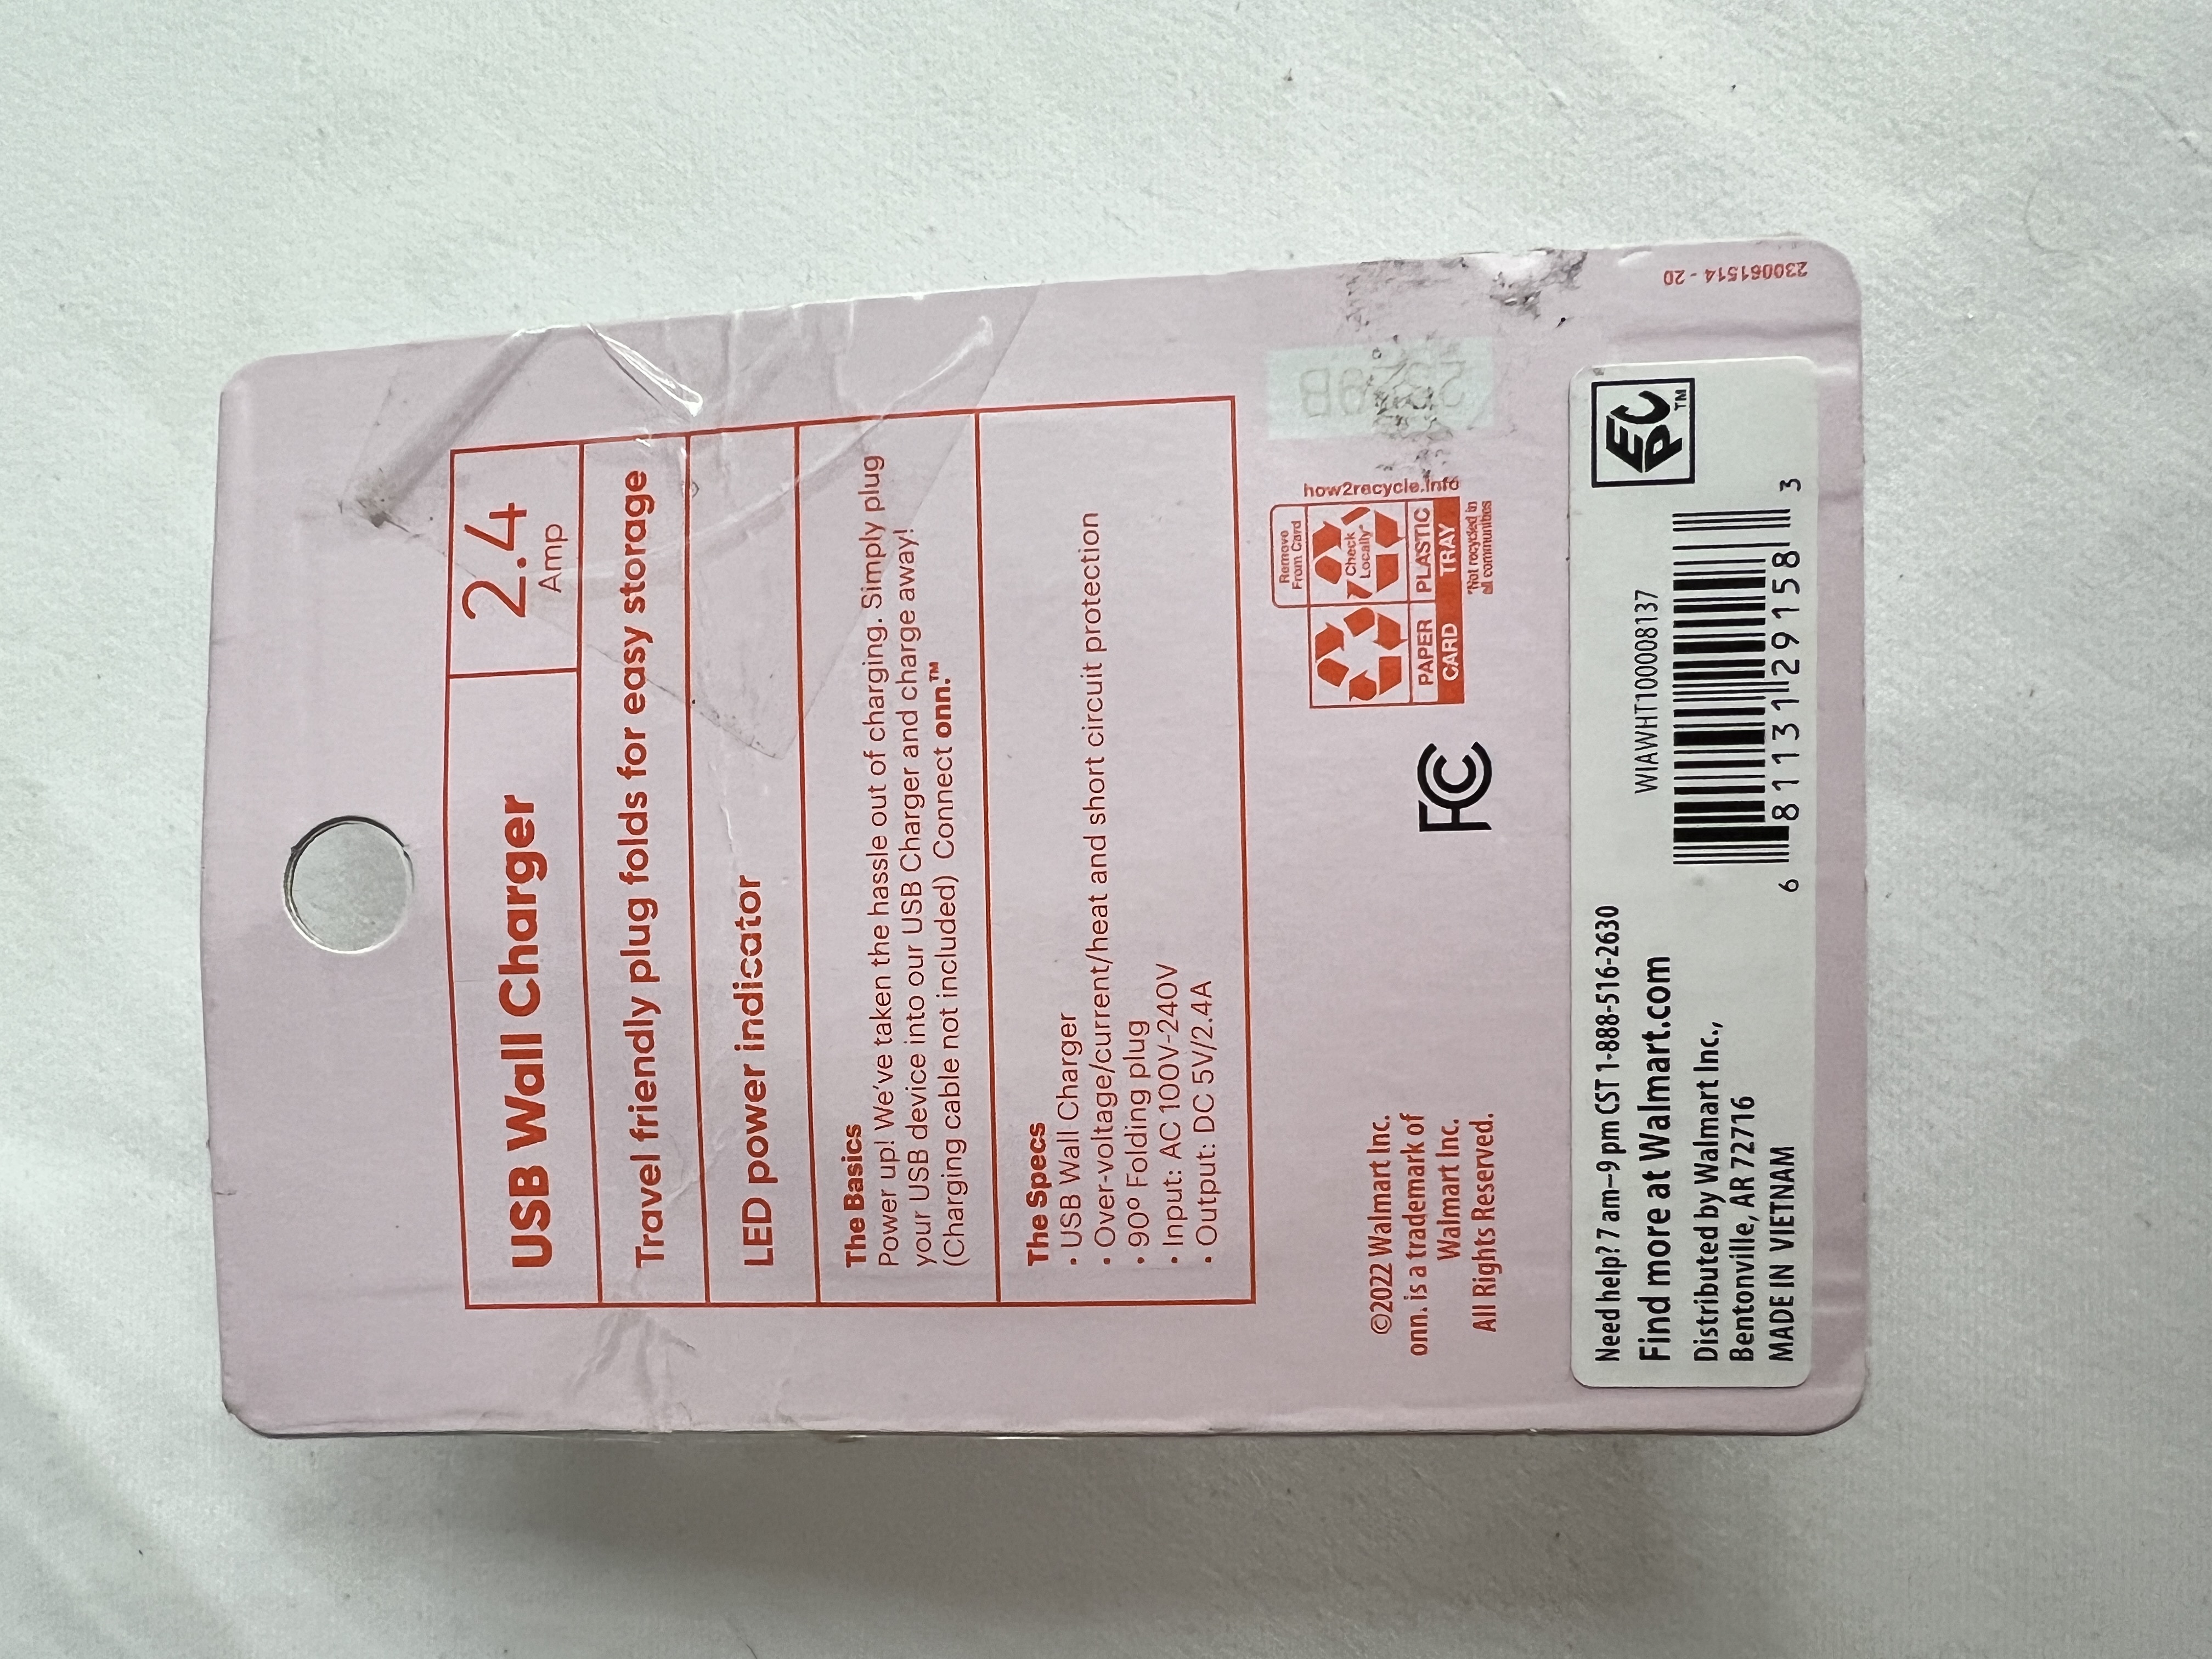 USB Wall Charger
2.4
Amp
Travel friendly plug folds for easy storage
LED power indicator
The Basics
Power up! We've taken the hassle out of charging. Simply plug
your USB device into our USB Charger and charge away!
(Charging cable not included) Connect onn.™
The Specs
• USB Wall Charger
• Over-voltage/current/heat and short circuit protection
• 90° Folding plug
• Input: AC 100V-240V
• Output: DC 5V/2.4A
©2022 Walmart Inc.
onn. is a trademark of
Walmart Inc.
All Rights Reserved.
FC
Remove
From Card
Check
Locally*
PAPER
PLASTIC
CARD
TRAY
*Not recycled in
all communities
how2recycle.info
Need help? 7 am–9 pm CST 1-888-516-2630
Find more at Walmart.com
Distributed by Walmart Inc.,
Bentonville, AR 72716
MADE IN VIETNAM
WIAWHT100008137
6 81131 29158 3
EPC™
230061514 - 20